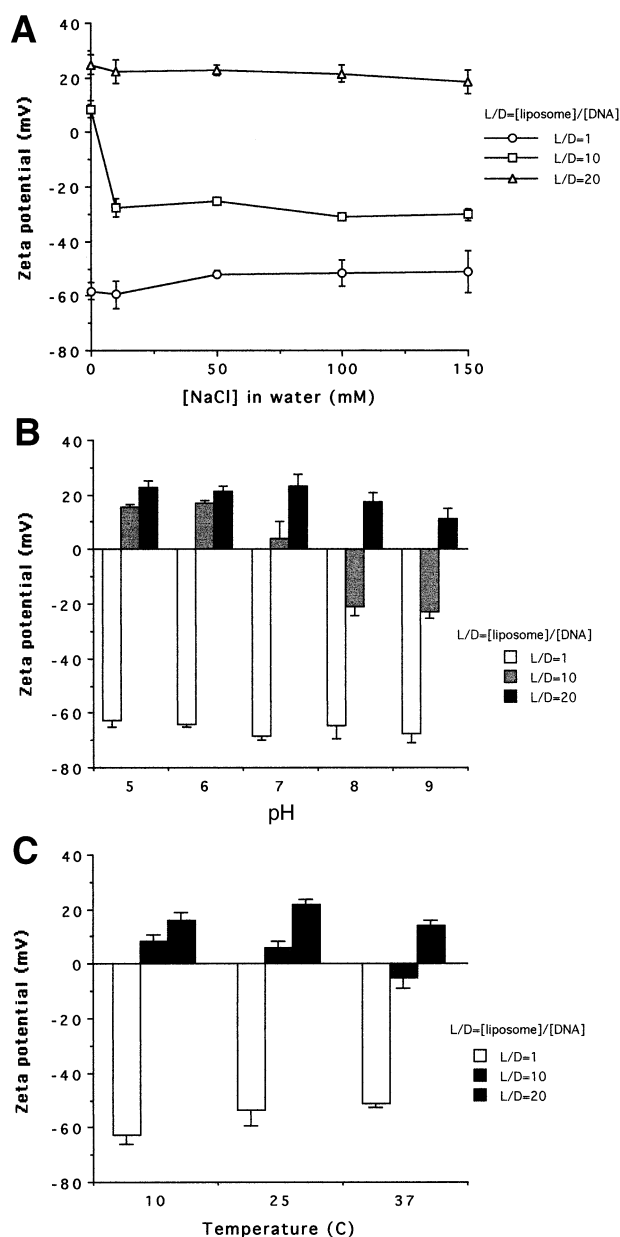 A
40
20
0
-20
-40
-60
-80
Zeta potential (mV)
0 50 100 150
[NaCl] in water (mM)
L/D=[liposome]/[DNA]
L/D=1
L/D=10
L/D=20
B
40
20
0
-20
-40
-60
-80
Zeta potential (mV)
5 6 7 8 9
pH
L/D=[liposome]/[DNA]
L/D=1
L/D=10
L/D=20
C
40
20
0
-20
-40
-60
-80
Zeta potential (mV)
10 25 37
Temperature (C)
L/D=[liposome]/[DNA]
L/D=1
L/D=10
L/D=20